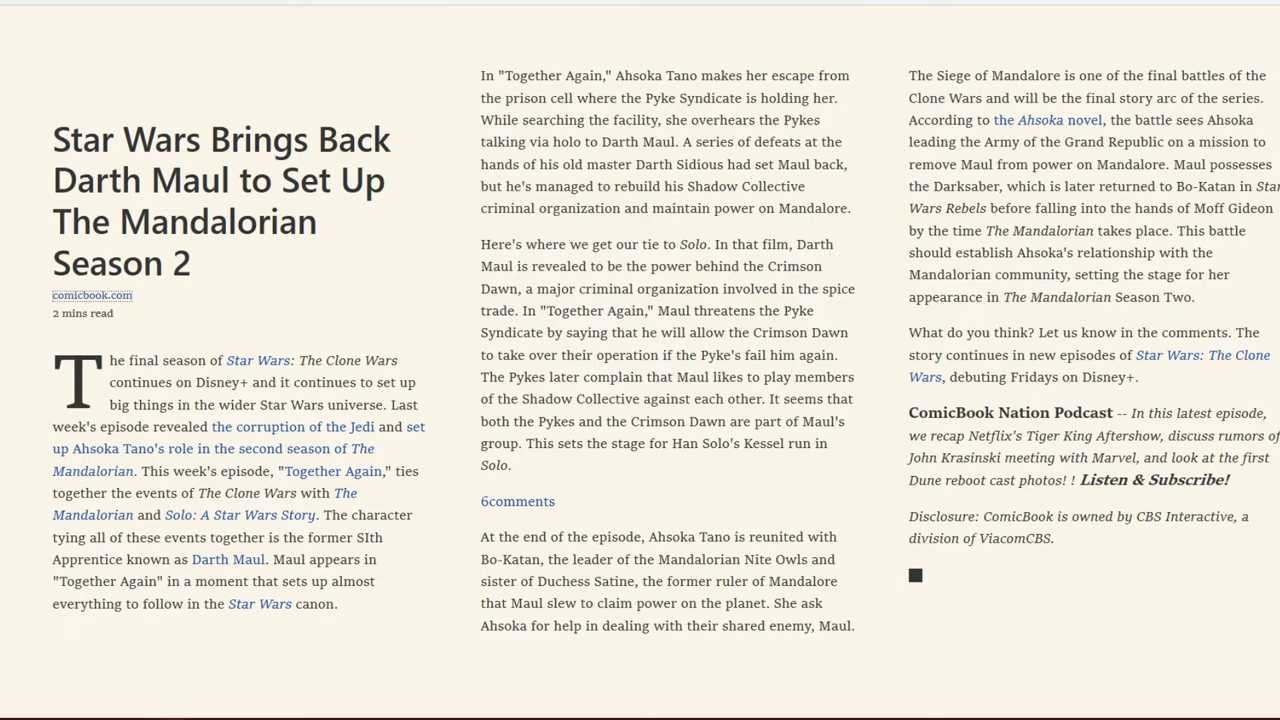 Star Wars Brings Back
Darth Maul to Set Up
The Mandalorian
Season 2
comicbook.com
2 mins read
The final season of Star Wars: The Clone Wars
continues on Disney+ and it continues to set up
big things in the wider Star Wars universe. Last
week's episode revealed the corruption of the Jedi and set
up Ahsoka Tano's role in the second season of The
Mandalorian. This week's episode, "Together Again," ties
together the events of The Clone Wars with The
Mandalorian and Solo: A Star Wars Story. The character
tying all of these events together is the former SIth
Apprentice known as Darth Maul. Maul appears in
"Together Again" in a moment that sets up almost
everything to follow in the Star Wars canon.
In "Together Again," Ahsoka Tano makes her escape from
the prison cell where the Pyke Syndicate is holding her.
While searching the facility, she overhears the Pykes
talking via holo to Darth Maul. A series of defeats at the
hands of his old master Darth Sidious had set Maul back,
but he's managed to rebuild his Shadow Collective
criminal organization and maintain power on Mandalore.
Here's where we get our tie to Solo. In that film, Darth
Maul is revealed to be the power behind the Crimson
Dawn, a major criminal organization involved in the spice
trade. In "Together Again," Maul threatens the Pyke
Syndicate by saying that he will allow the Crimson Dawn
to take over their operation if the Pyke's fail him again.
The Pykes later complain that Maul likes to play members
of the Shadow Collective against each other. It seems that
both the Pykes and the Crimson Dawn are part of Maul's
group. This sets the stage for Han Solo's Kessel run in
Solo.
6comments
At the end of the episode, Ahsoka Tano is reunited with
Bo-Katan, the leader of the Mandalorian Nite Owls and
sister of Duchess Satine, the former ruler of Mandalore
that Maul slew to claim power on the planet. She ask
Ahsoka for help in dealing with their shared enemy, Maul.
The Siege of Mandalore is one of the final battles of the
Clone Wars and will be the final story arc of the series.
According to the Ahsoka novel, the battle sees Ahsoka
leading the Army of the Grand Republic on a mission to
remove Maul from power on Mandalore. Maul possesses
the Darksaber, which is later returned to Bo-Katan in Star
Wars Rebels before falling into the hands of Moff Gideon
by the time The Mandalorian takes place. This battle
should establish Ahsoka's relationship with the
Mandalorian community, setting the stage for her
appearance in The Mandalorian Season Two.
What do you think? Let us know in the comments. The
story continues in new episodes of Star Wars: The Clone
Wars, debuting Fridays on Disney+.
ComicBook Nation Podcast -- In this latest episode,
we recap Netflix's Tiger King Aftershow, discuss rumors of
John Krasinski meeting with Marvel, and look at the first
Dune reboot cast photos! ! Listen & Subscribe!
Disclosure: ComicBook is owned by CBS Interactive, a
division of ViacomCBS.